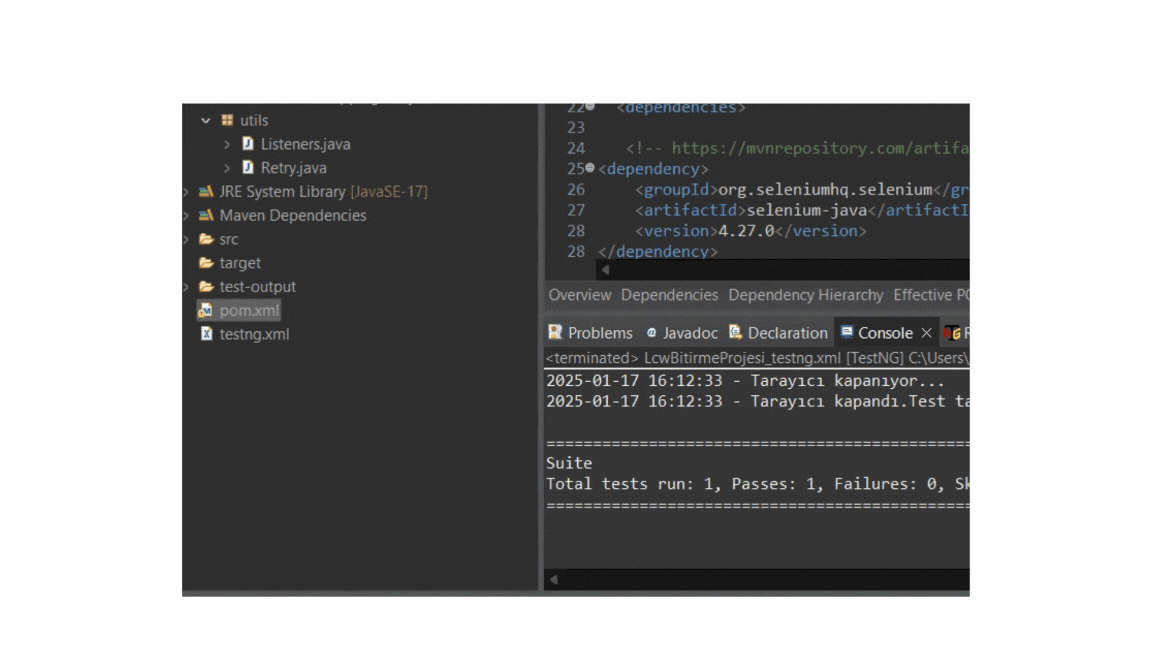 utils
Listeners.java
Retry.java
JRE System Library [JavaSE-17]
Maven Dependencies
src
target
test-output
pom.xml
testng.xml
22 <dependencies>
23
24 <!-- https://mvnrepository.com/artifa
25 <dependency>
26 <groupId>org.seleniumhq.selenium</gr
27 <artifactId>selenium-java</artifactI
28 <version>4.27.0</version>
28 </dependency>
Overview Dependencies Dependency Hierarchy Effective PO
Problems Javadoc Declaration Console
<terminated> LcwBitirmeProjesi_testng.xml [TestNG] C:\Users\
2025-01-17 16:12:33 - Tarayıcı kapanıyor...
2025-01-17 16:12:33 - Tarayıcı kapandı.Test ta
===============================================
Suite
Total tests run: 1, Passes: 1, Failures: 0, Sk
===============================================